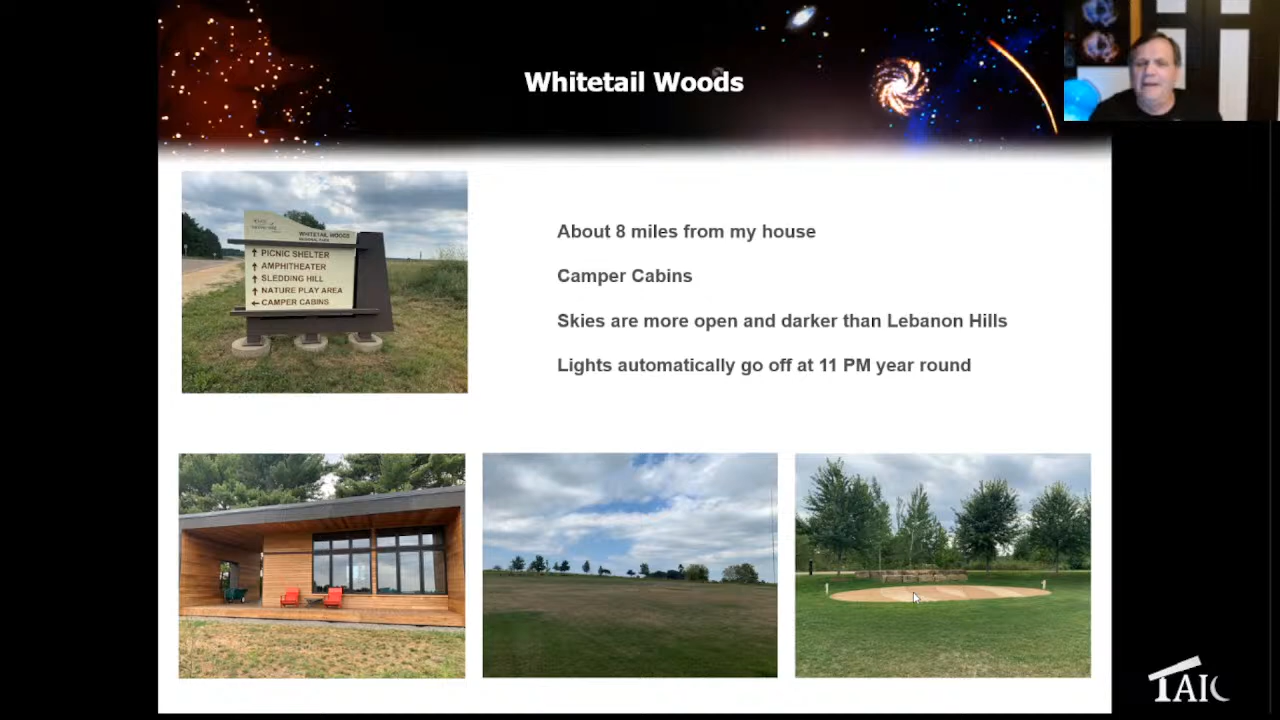 Whitetail Woods
WHITETAIL WOODS
REGIONAL PARK
PICNIC SHELTER
AMPHITHEATER
SLEDDING HILL
NATURE PLAY AREA
CAMPER CABINS
About 8 miles from my house
Camper Cabins
Skies are more open and darker than Lebanon Hills
Lights automatically go off at 11 PM year round
TAIC